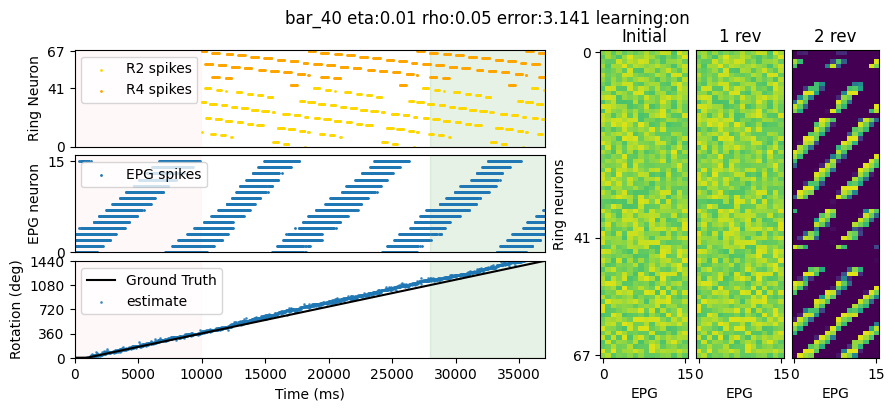 bar_40 eta:0.01 rho:0.05 error:3.141 learning:on
Ring Neuron
67
41
0
R2 spikes
R4 spikes
EPG neuron
15
0
EPG spikes
Rotation (deg)
1440
1080
720
360
0
Ground Truth
estimate
0 5000 10000 15000 20000 25000 30000 35000
Time (ms)
Initial 1 rev 2 rev
Ring neurons
0
41
67
0 15 0 15 0 15
EPG EPG EPG